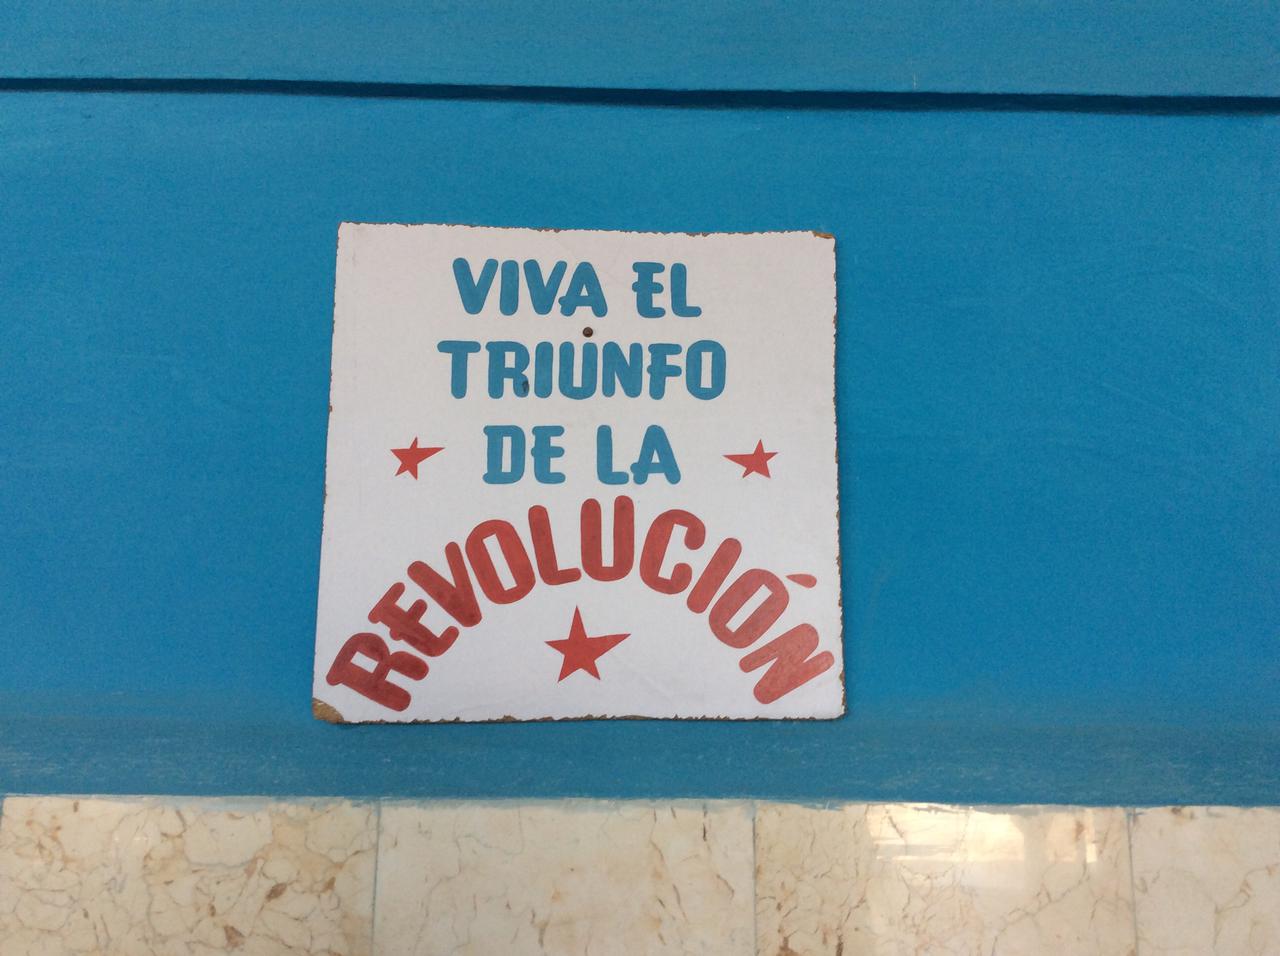 VIVA EL
TRIUNFO
DE LA
REVOLUCIÓN